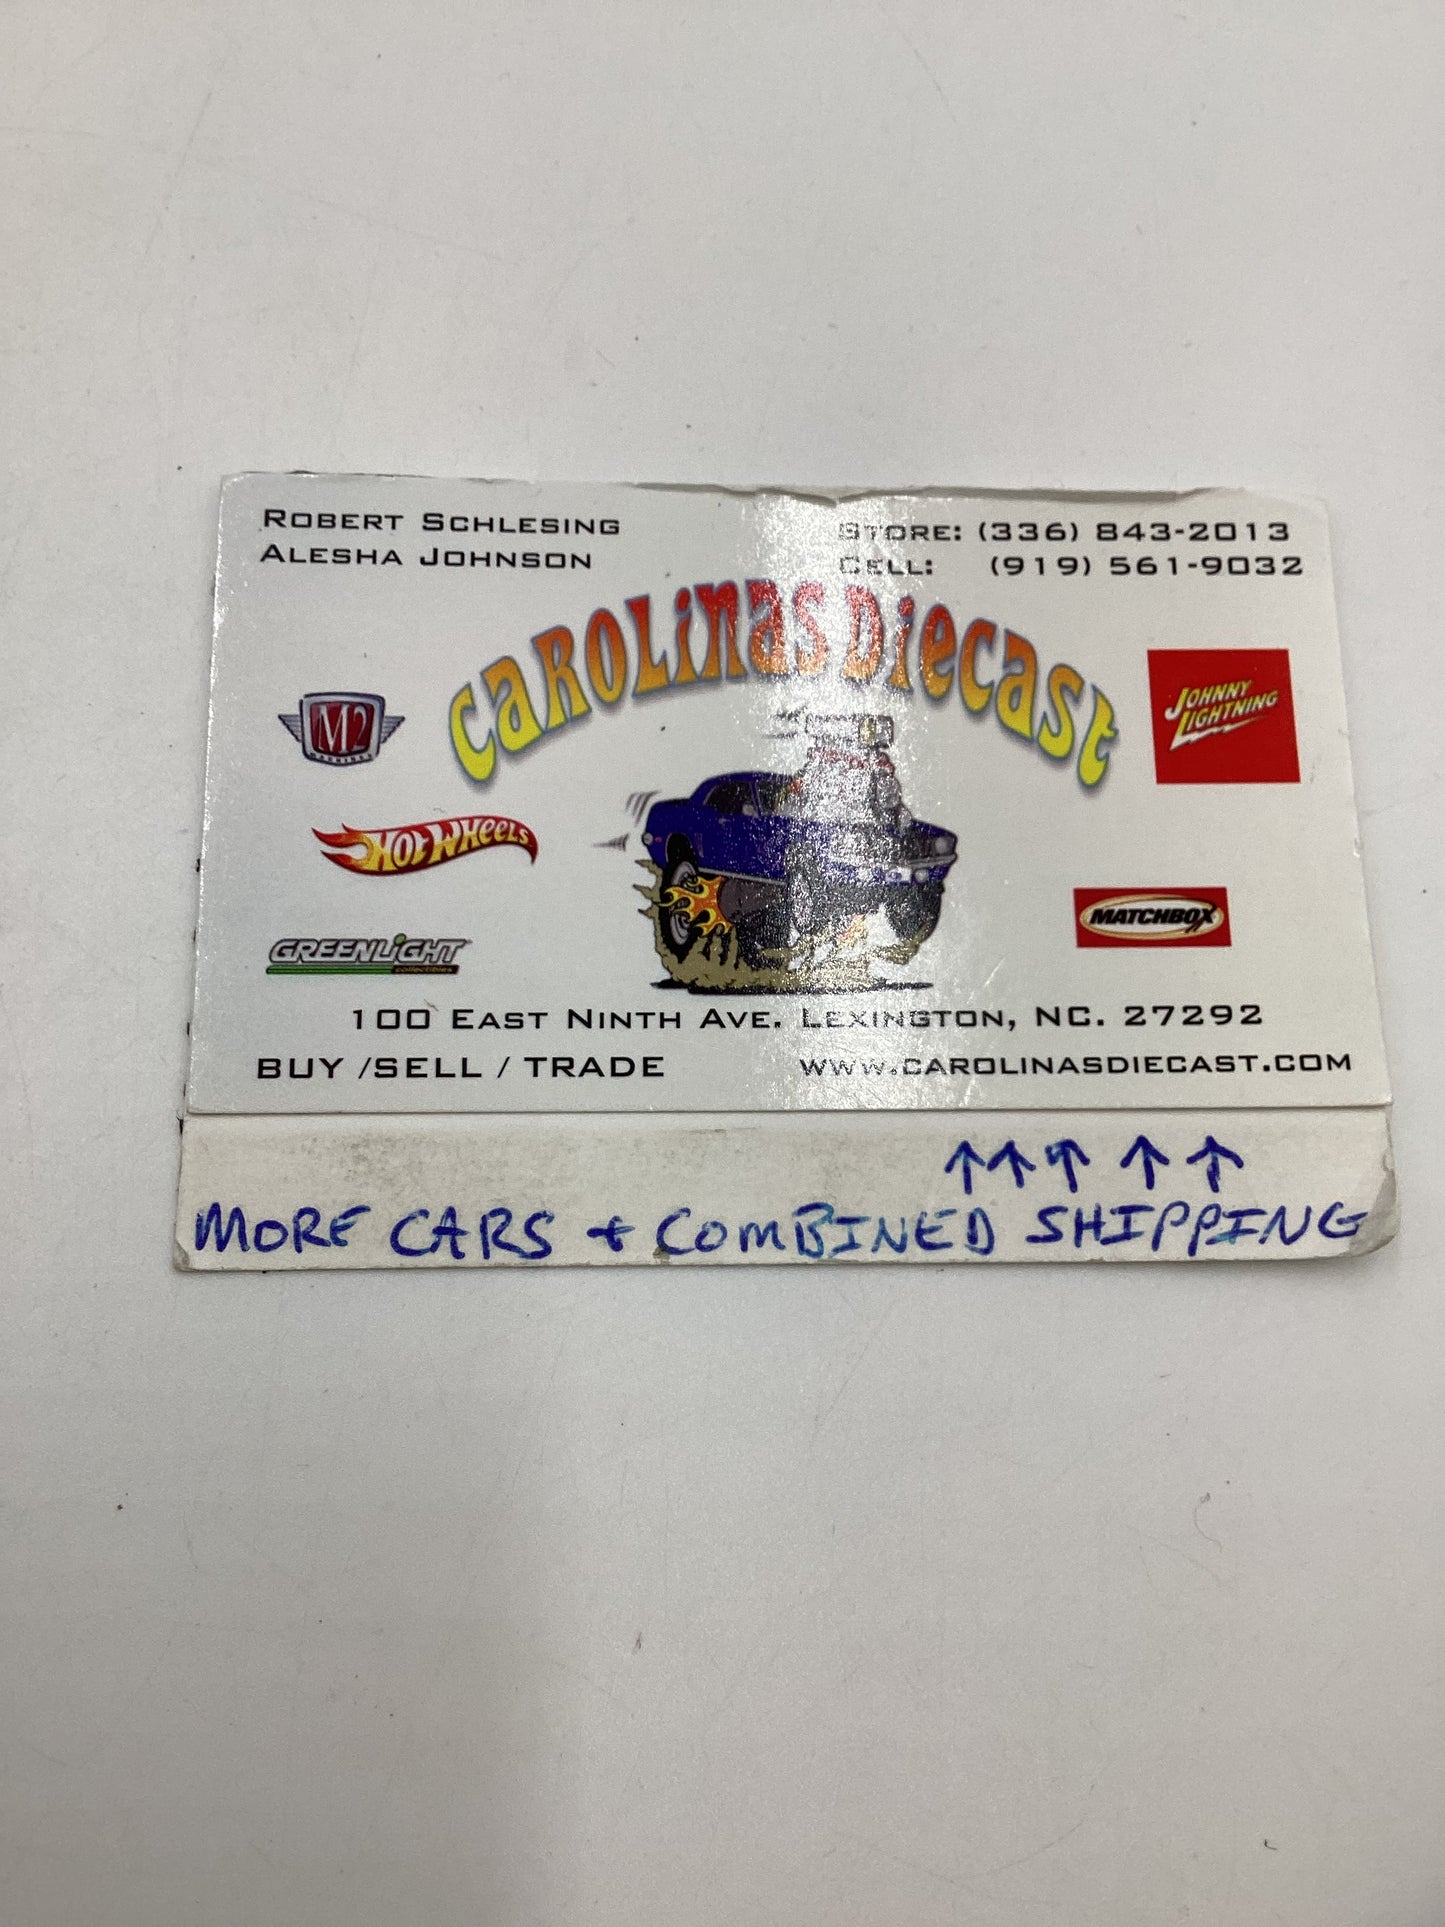 ROBERT SCHLESING
ALESHA JOHNSON
STORE: (336) 843-2013
CELL: (919) 561-9032
CAROLINAS DIECAST
M2
MACHINES
JOHNNY
LIGHTNING
HOT WHEELS
MATCHBOX
GREENLIGHT
collectibles
100 EAST NINTH AVE. LEXINGTON, NC. 27292
BUY /SELL / TRADE
WWW.CAROLINASDIECAST.COM
↑↑↑↑↑
MORE CARS + COMBINED SHIPPING